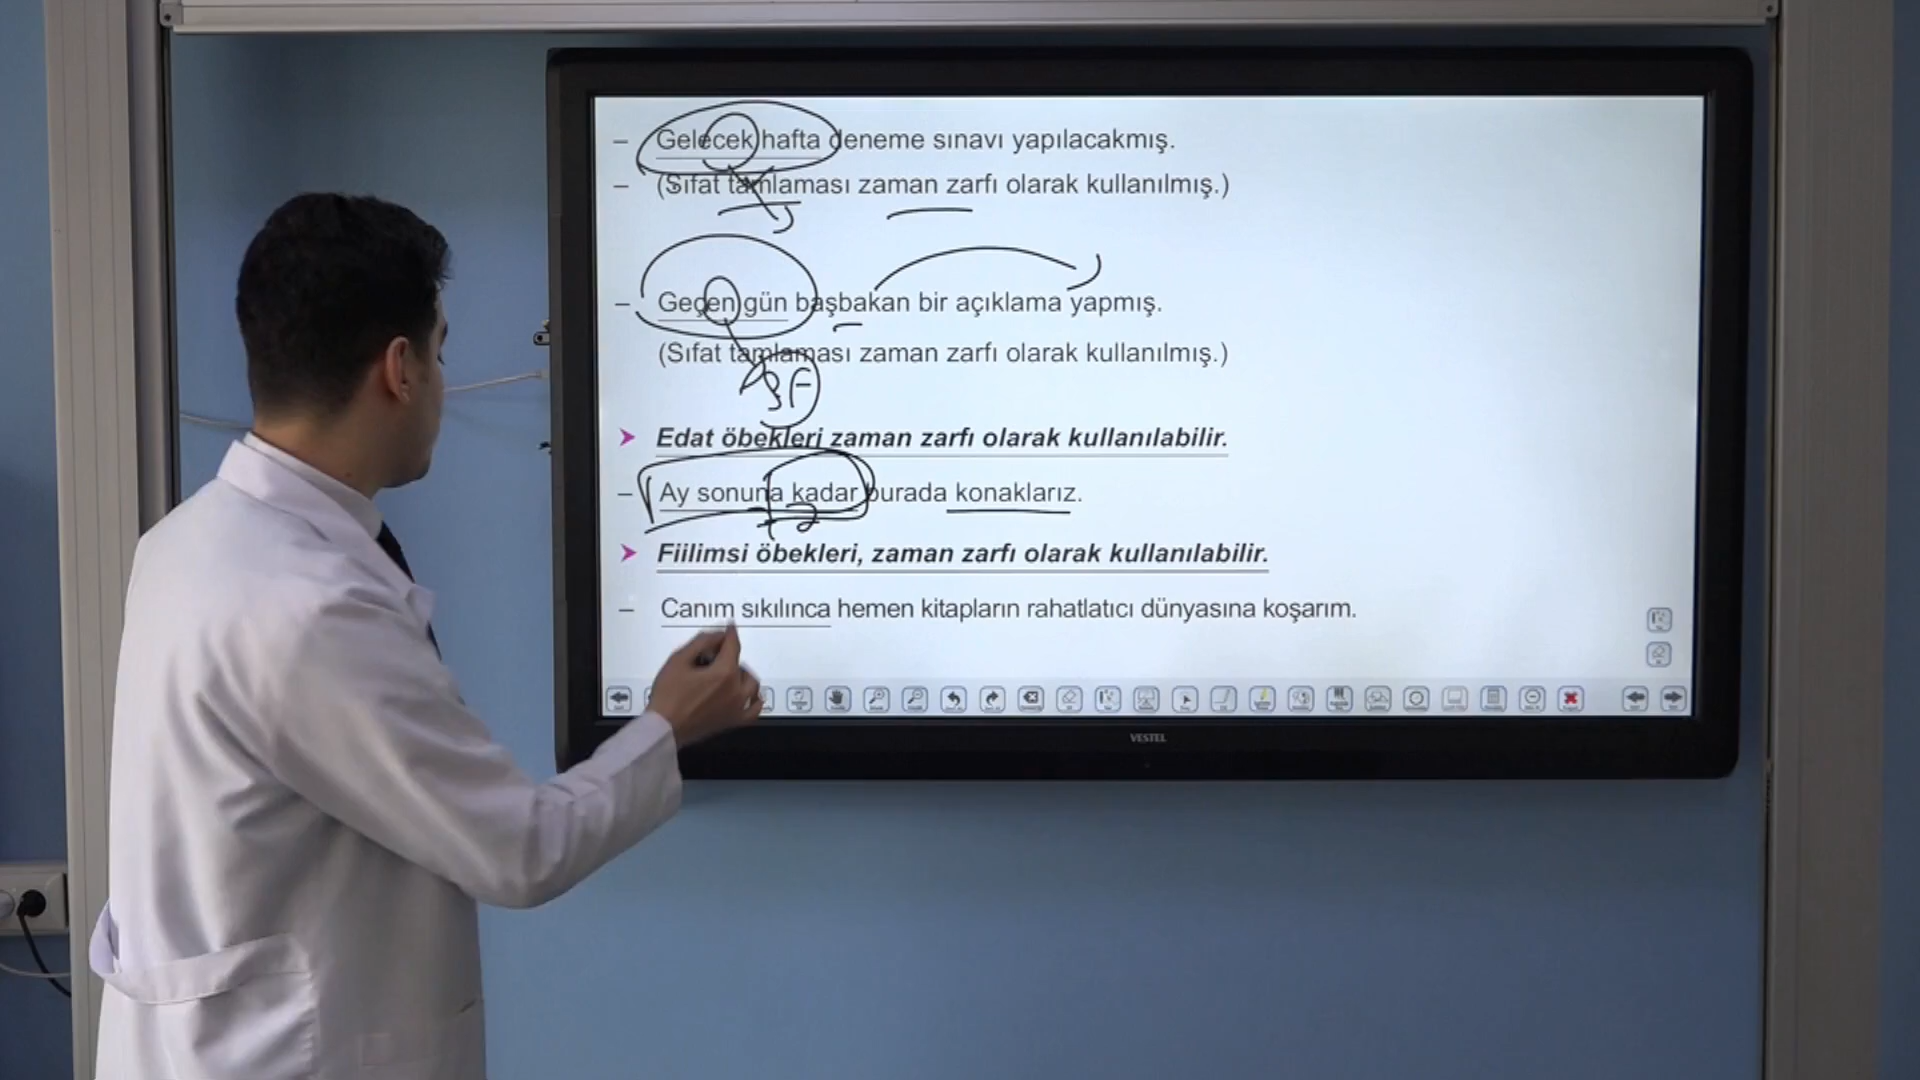 – Gelecek hafta deneme sınavı yapılacakmış.
– (Sıfat tamlaması zaman zarfı olarak kullanılmış.)
– Geçen gün başbakan bir açıklama yapmış.
(Sıfat tamlaması zaman zarfı olarak kullanılmış.)
SF
➤ Edat öbekleri zaman zarfı olarak kullanılabilir.
– Ay sonuna kadar burada konaklarız.
➤ Fiilimsi öbekleri, zaman zarfı olarak kullanılabilir.
– Canım sıkılınca hemen kitapların rahatlatıcı dünyasına koşarım.
VESTEL